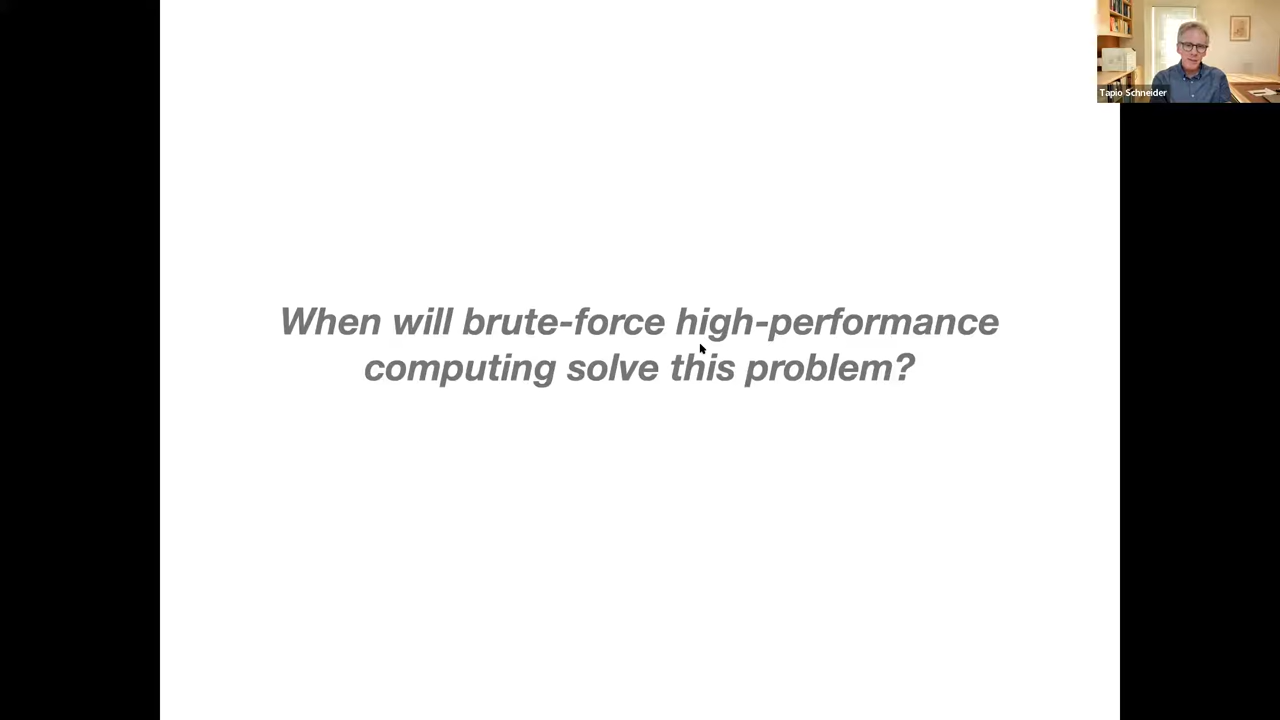 Tapio Schneider
When will brute-force high-performance
computing solve this problem?